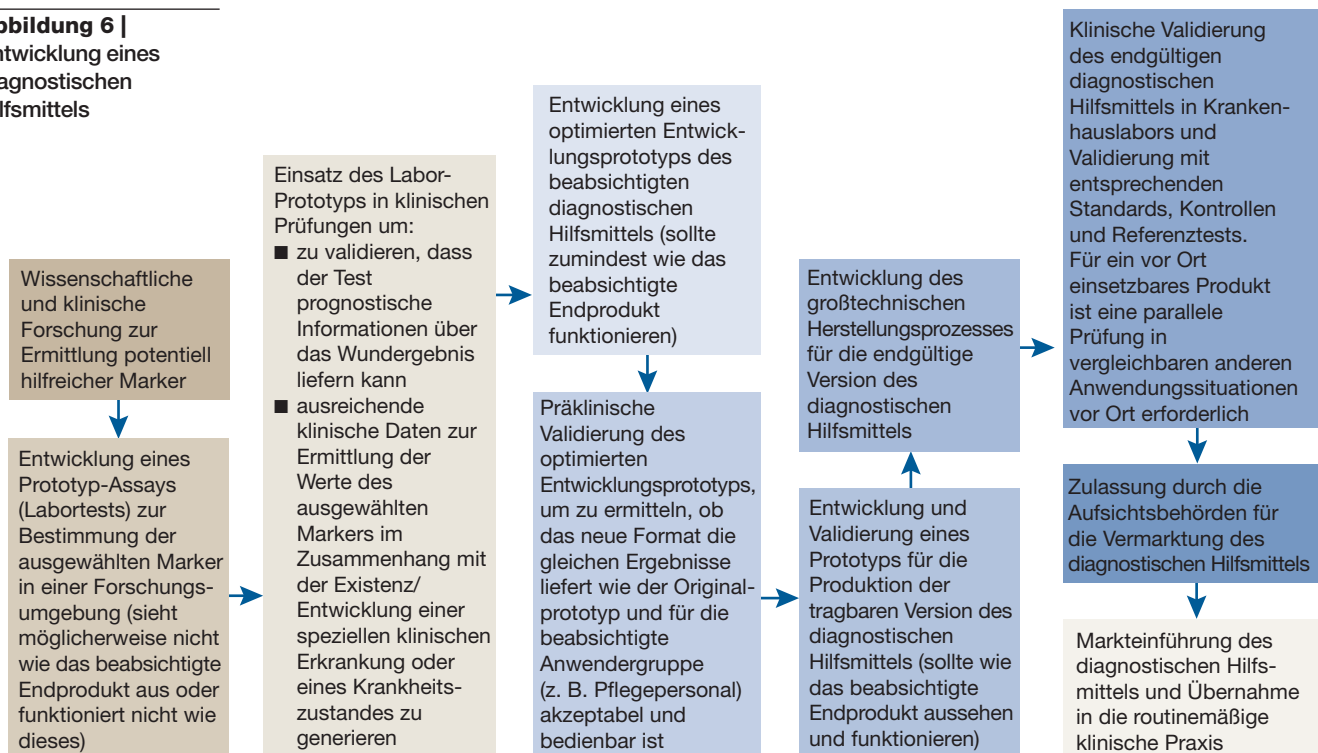 bbildung 6 |
ntwicklung eines
iagnostischen
ilfsmittels
Wissenschaftliche
und klinische
Forschung zur
Ermittlung potentiell
hilfreicher Marker
Entwicklung eines
Prototyp-Assays
(Labortests) zur
Bestimmung der
ausgewählten Marker
in einer Forschungs-
umgebung (sieht
möglicherweise nicht
wie das beabsichtigte
Endprodukt aus oder
funktioniert nicht wie
dieses)
Einsatz des Labor-
Prototyps in klinischen
Prüfungen um:
■ zu validieren, dass
der Test
prognostische
Informationen über
das Wundergebnis
liefern kann
■ ausreichende
klinische Daten zur
Ermittlung der
Werte des
ausgewählten
Markers im
Zusammenhang mit
der Existenz/
Entwicklung einer
speziellen klinischen
Erkrankung oder
eines Krankheits-
zustandes zu
generieren
Entwicklung eines
optimierten Entwick-
lungsprototyps des
beabsichtigten
diagnostischen
Hilfsmittels (sollte
zumindest wie das
beabsichtigte
Endprodukt
funktionieren)
Präklinische
Validierung des
optimierten
Entwicklungsprototyps,
um zu ermitteln, ob
das neue Format die
gleichen Ergebnisse
liefert wie der Original-
prototyp und für die
beabsichtigte
Anwendergruppe
(z. B. Pflegepersonal)
akzeptabel und
bedienbar ist
Entwicklung und
Validierung eines
Prototyps für die
Produktion der
tragbaren Version des
diagnostischen
Hilfsmittels (sollte wie
das beabsichtigte
Endprodukt aussehen
und funktionieren)
Entwicklung des
großtechnischen
Herstellungsprozesses
für die endgültige
Version des
diagnostischen
Hilfsmittels
Klinische Validierung
des endgültigen
diagnostischen
Hilfsmittels in Kranken-
hauslabors und
Validierung mit
entsprechenden
Standards, Kontrollen
und Referenztests.
Für ein vor Ort
einsetzbares Produkt
ist eine parallele
Prüfung in
vergleichbaren anderen
Anwendungssituationen
vor Ort erforderlich
Zulassung durch die
Aufsichtsbehörden für
die Vermarktung des
diagnostischen Hilfsmittels
Markteinführung des
diagnostischen Hilfs-
mittels und Übernahme
in die routinemäßige
klinische Praxis